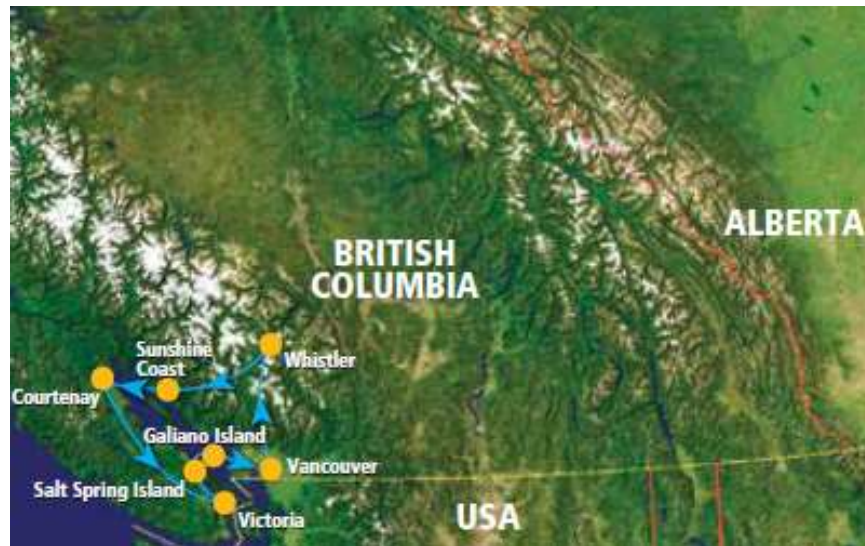 ALBERTA
BRITISH
COLUMBIA
Sunshine
Coast
Whistler
Courtenay
Galiano Island
Vancouver
Salt Spring Island
Victoria
USA